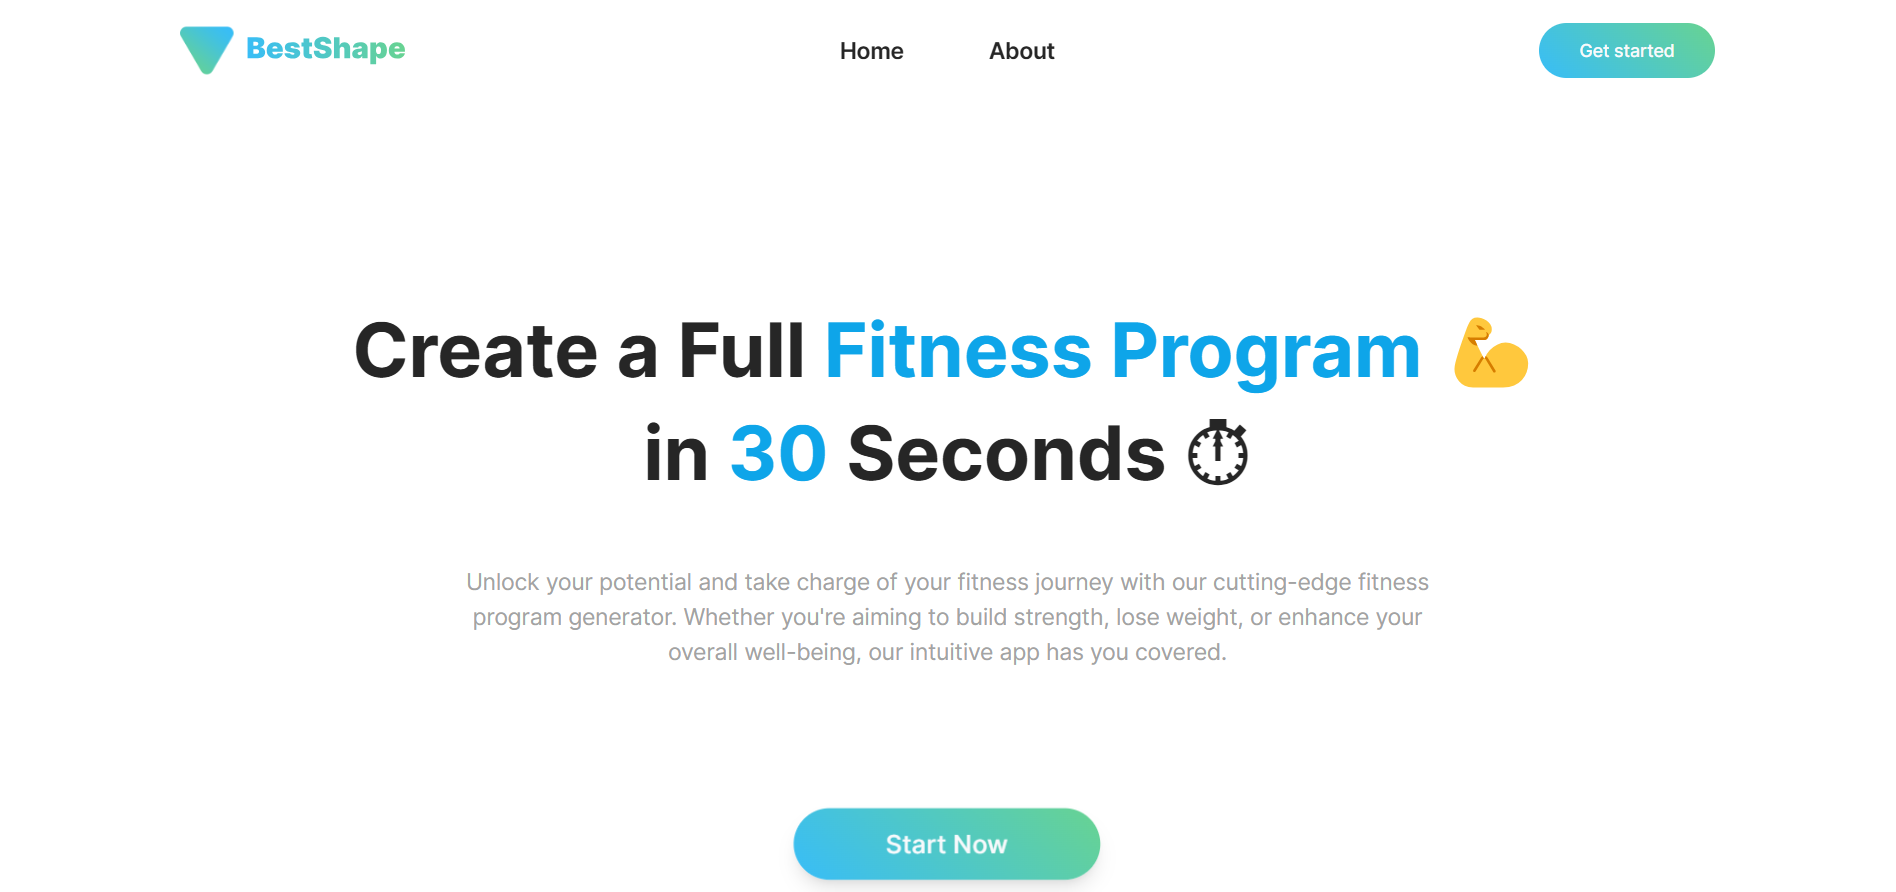 BestShape
Home
About
Get started
Create a Full Fitness Program 💪
in 30 Seconds ⏱
Unlock your potential and take charge of your fitness journey with our cutting-edge fitness
program generator. Whether you're aiming to build strength, lose weight, or enhance your
overall well-being, our intuitive app has you covered.
Start Now